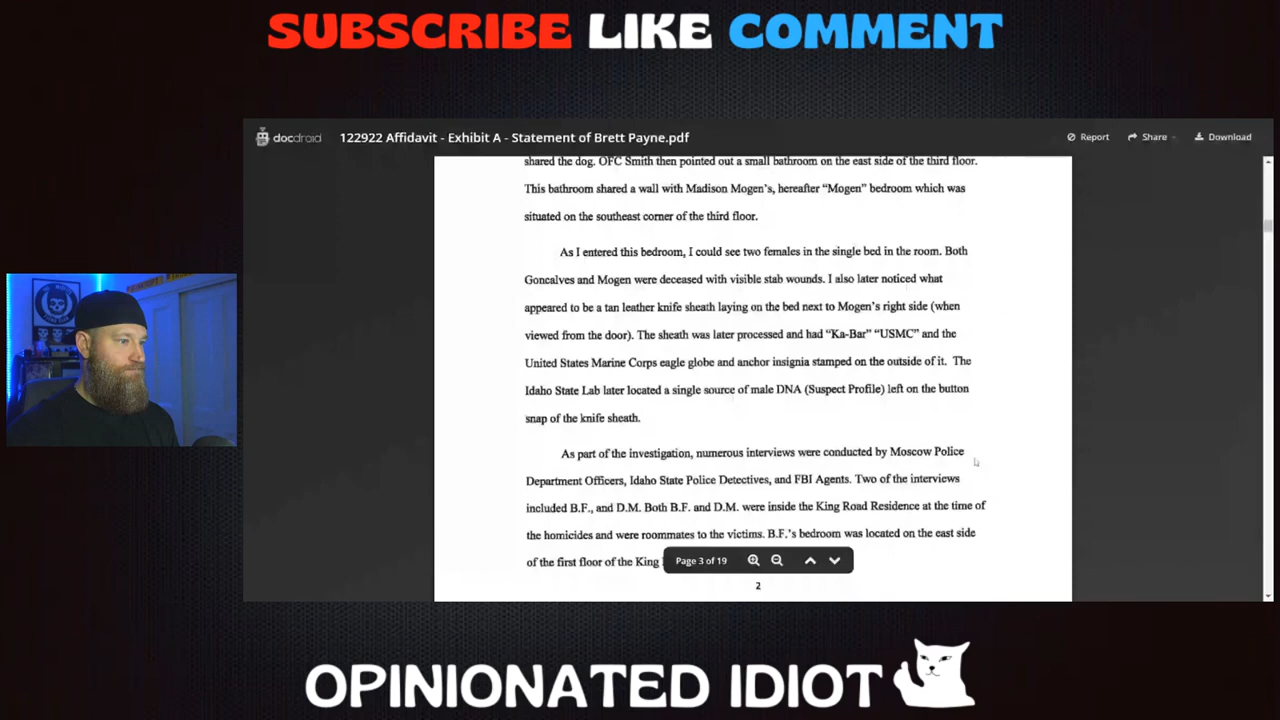 SUBSCRIBE LIKE COMMENT
docdroid
122922 Affidavit - Exhibit A - Statement of Brett Payne.pdf
Report
Share
Download
shared the dog. OFC Smith then pointed out a small bathroom on the east side of the third floor.
This bathroom shared a wall with Madison Mogen's, hereafter “Mogen” bedroom which was
situated on the southeast corner of the third floor.
As I entered this bedroom, I could see two females in the single bed in the room. Both
Goncalves and Mogen were deceased with visible stab wounds. I also later noticed what
appeared to be a tan leather knife sheath laying on the bed next to Mogen's right side (when
viewed from the door). The sheath was later processed and had “Ka-Bar” “USMC” and the
United States Marine Corps eagle globe and anchor insignia stamped on the outside of it. The
Idaho State Lab later located a single source of male DNA (Suspect Profile) left on the button
snap of the knife sheath.
As part of the investigation, numerous interviews were conducted by Moscow Police
Department Officers, Idaho State Police Detectives, and FBI Agents. Two of the interviews
included B.F., and D.M. Both B.F. and D.M. were inside the King Road Residence at the time of
the homicides and were roommates to the victims. B.F.'s bedroom was located on the east side
of the first floor of the King
Page 3 of 19
2
OPINIONATED IDIOT